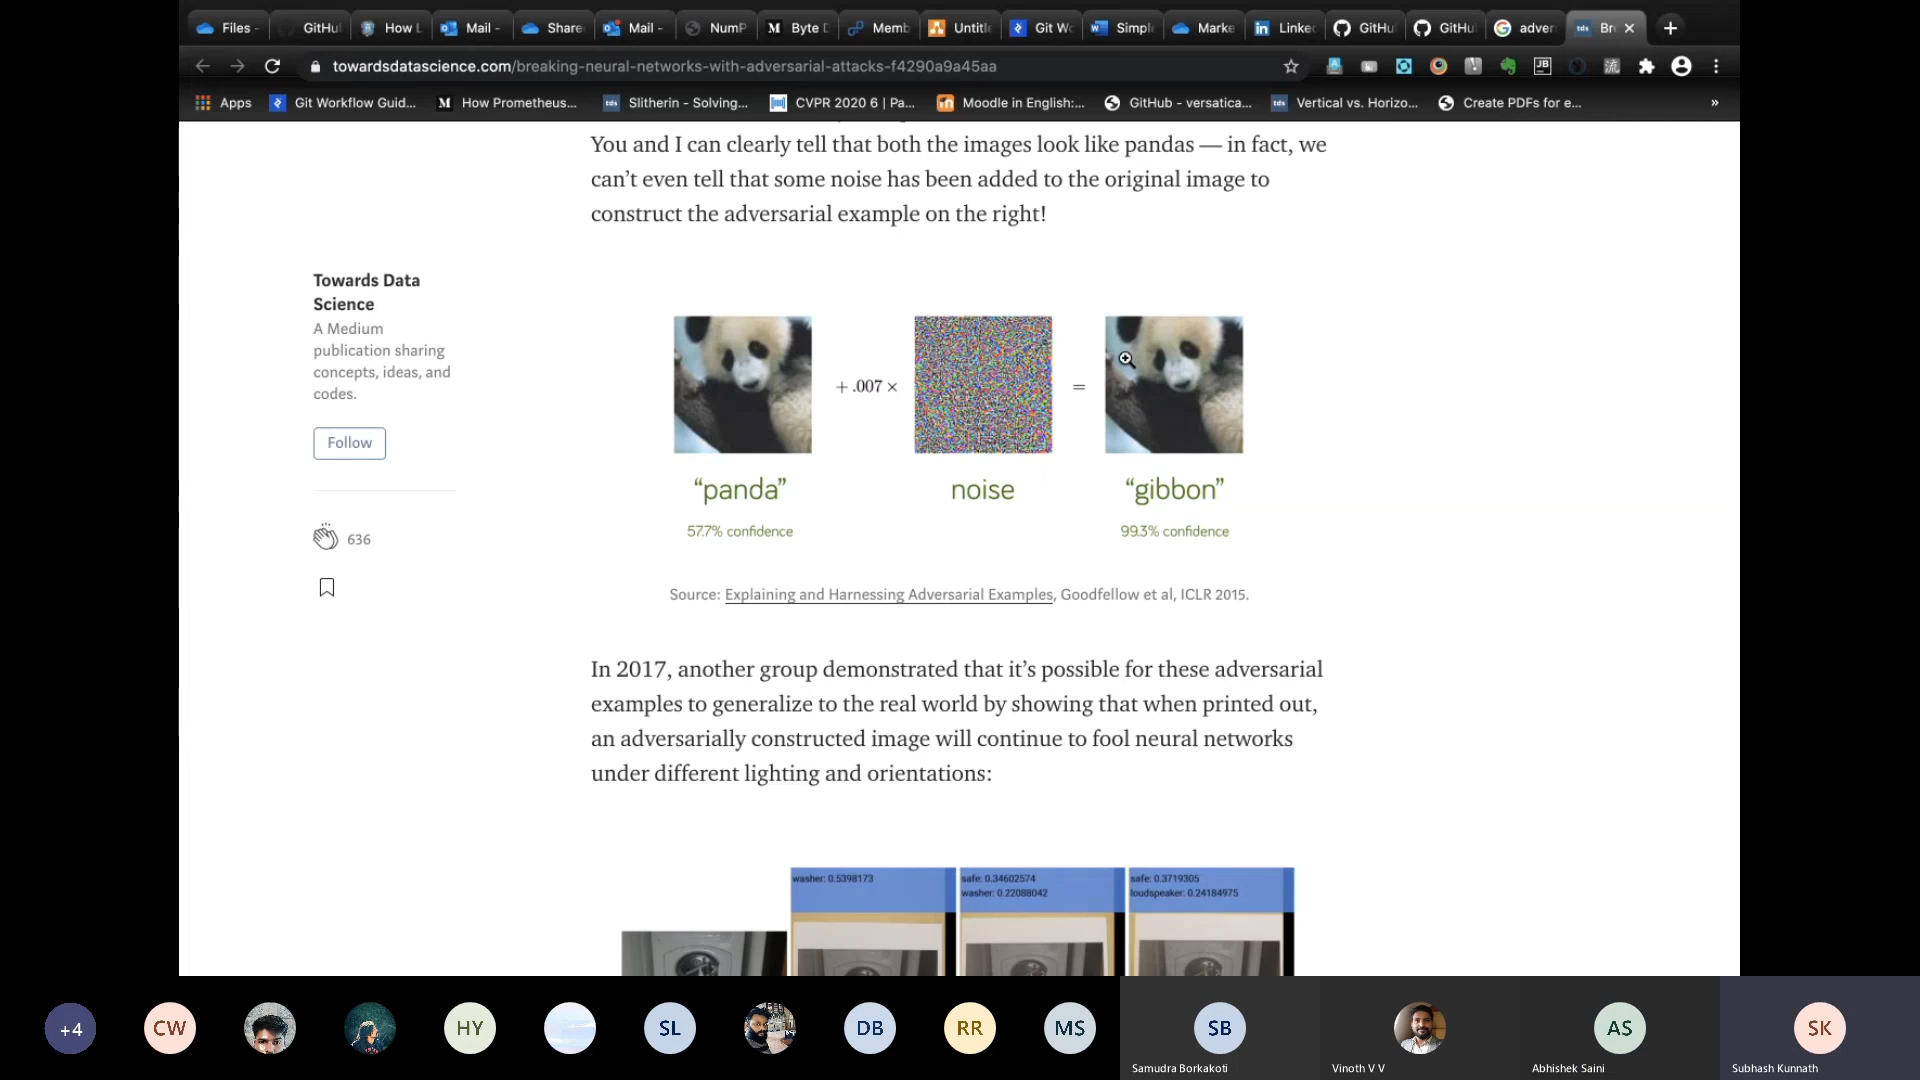 Files -
GitHu
How L
Mail -
Share
Mail -
NumP
M Byte D
Memb
Untitle
Git Wo
Simpl
Marke
in Linke
GitHu
GitHu
adver
tds Br
towardsdatascience.com/breaking-neural-networks-with-adversarial-attacks-f4290a9a45aa
Apps
Git Workflow Guid...
M How Prometheus...
tds Slitherin - Solving...
CVPR 2020 6 | Pa...
Moodle in English:...
GitHub - versatica...
tds Vertical vs. Horizo...
Create PDFs for e...
»
You and I can clearly tell that both the images look like pandas — in fact, we
can't even tell that some noise has been added to the original image to
construct the adversarial example on the right!
Towards Data
Science
A Medium
publication sharing
concepts, ideas, and
codes.
Follow
636
+ .007 ×
=
“panda”
noise
“gibbon”
57.7% confidence
99.3% confidence
Source: Explaining and Harnessing Adversarial Examples, Goodfellow et al, ICLR 2015.
In 2017, another group demonstrated that it’s possible for these adversarial
examples to generalize to the real world by showing that when printed out,
an adversarially constructed image will continue to fool neural networks
under different lighting and orientations:
washer: 0.5398173
safe: 0.34602574
washer: 0.22088042
safe: 0.3719305
loudspeaker: 0.24184975
+4
CW
HY
SL
DB
RR
MS
SB
AS
SK
Samudra Borkakoti
Vinoth V V
Abhishek Saini
Subhash Kunnath